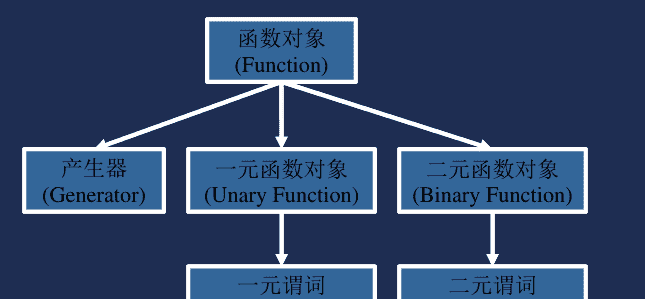 函数对象
(Function)
产生器
(Generator)
一元函数对象
(Unary Function)
二元函数对象
(Binary Function)
一元谓词
二元谓词